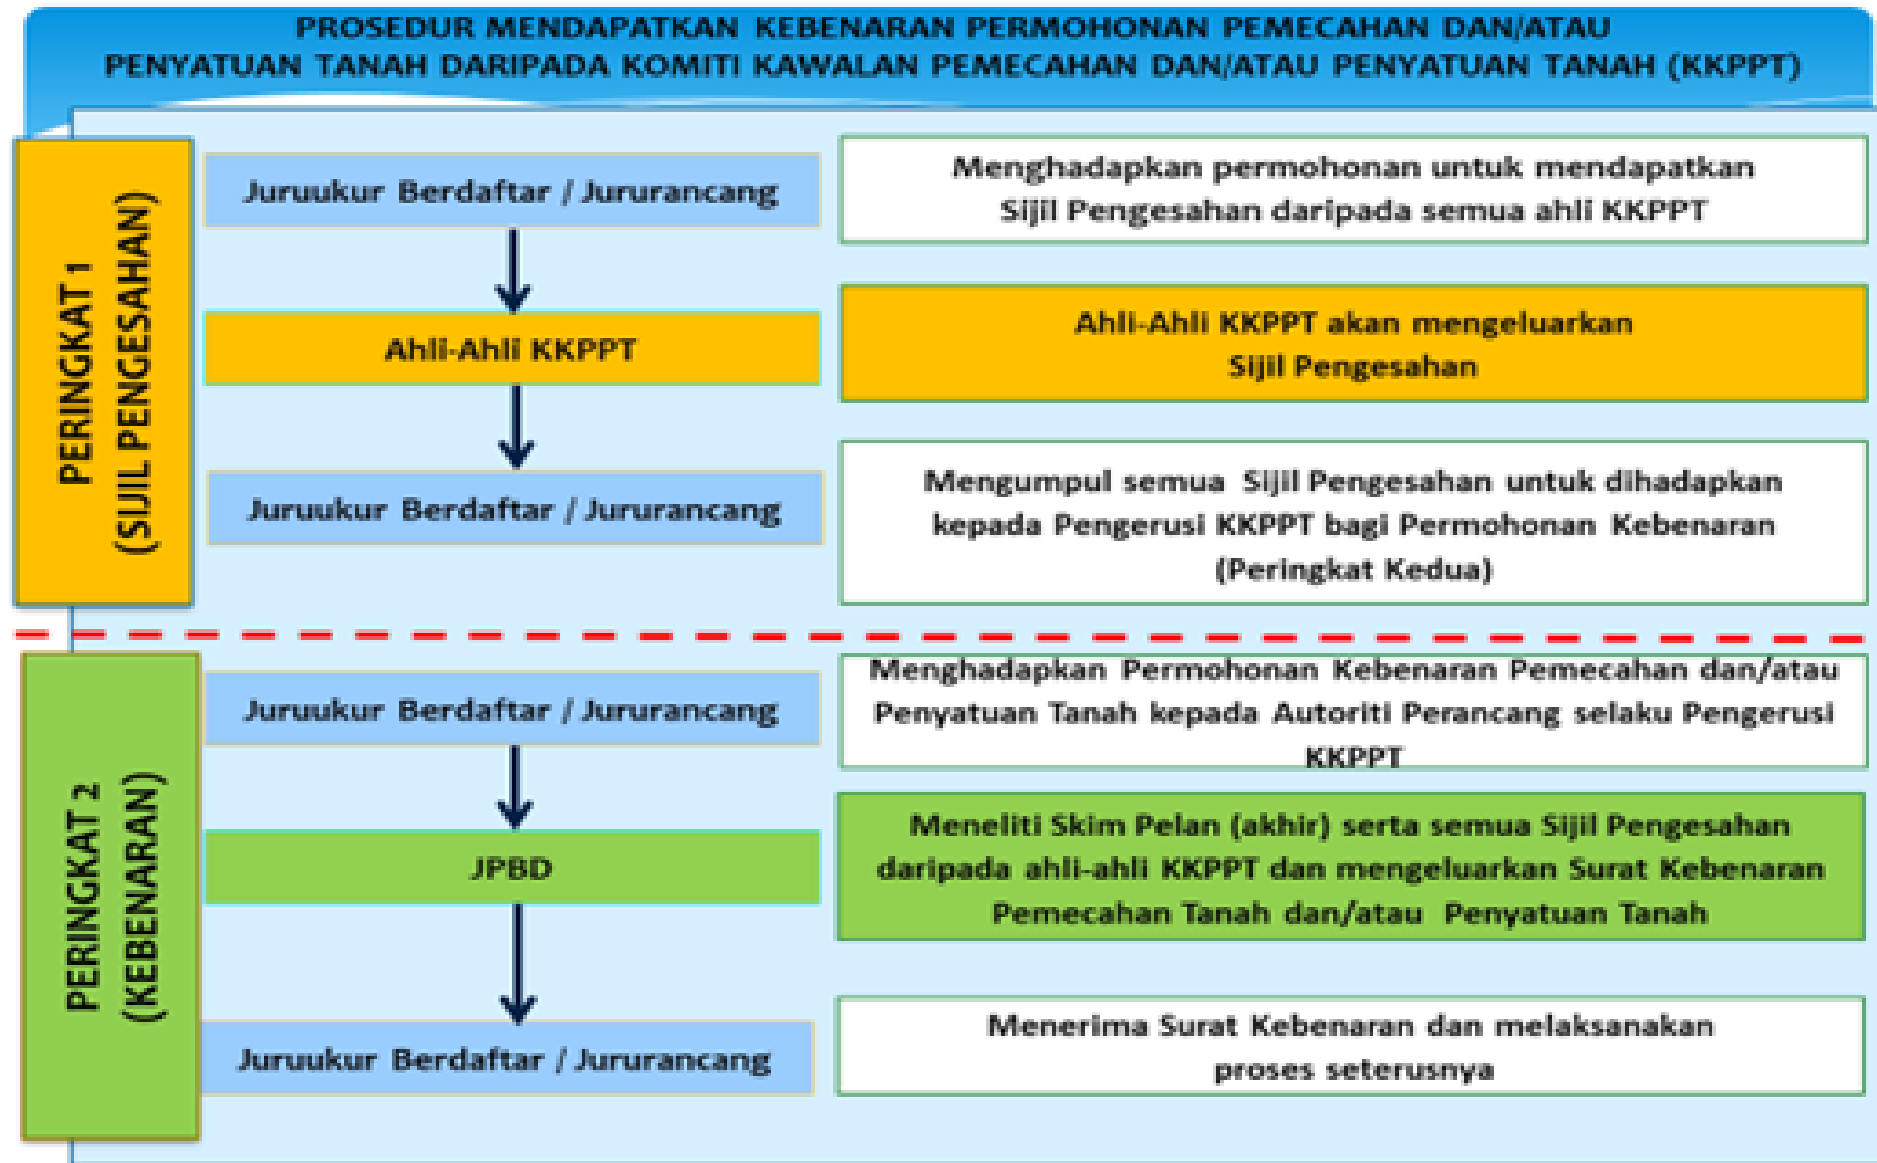 PROSEDUR MENDAPATKAN KEBENARAN PERMOHONAN PEMECAHAN DAN/ATAU
PENYATUAN TANAH DARIPADA KOMITI KAWALAN PEMECAHAN DAN/ATAU PENYATUAN TANAH (KKPPT)
PERINGKAT 1
(SIJIL PENGESAHAN)
Juruukur Berdaftar / Jururancang
Menghadapkan permohonan untuk mendapatkan
Sijil Pengesahan daripada semua ahli KKPPT
Ahli-Ahli KKPPT
Ahli-Ahli KKPPT akan mengeluarkan
Sijil Pengesahan
Juruukur Berdaftar / Jururancang
Mengumpul semua Sijil Pengesahan untuk dihadapkan
kepada Pengerusi KKPPT bagi Permohonan Kebenaran
(Peringkat Kedua)
PERINGKAT 2
(KEBENARAN)
Juruukur Berdaftar / Jururancang
Menghadapkan Permohonan Kebenaran Pemecahan dan/atau
Penyatuan Tanah kepada Autoriti Perancang selaku Pengerusi
KKPPT
JPBD
Meneliti Skim Pelan (akhir) serta semua Sijil Pengesahan
daripada ahli-ahli KKPPT dan mengeluarkan Surat Kebenaran
Pemecahan Tanah dan/atau Penyatuan Tanah
Juruukur Berdaftar / Jururancang
Menerima Surat Kebenaran dan melaksanakan
proses seterusnya